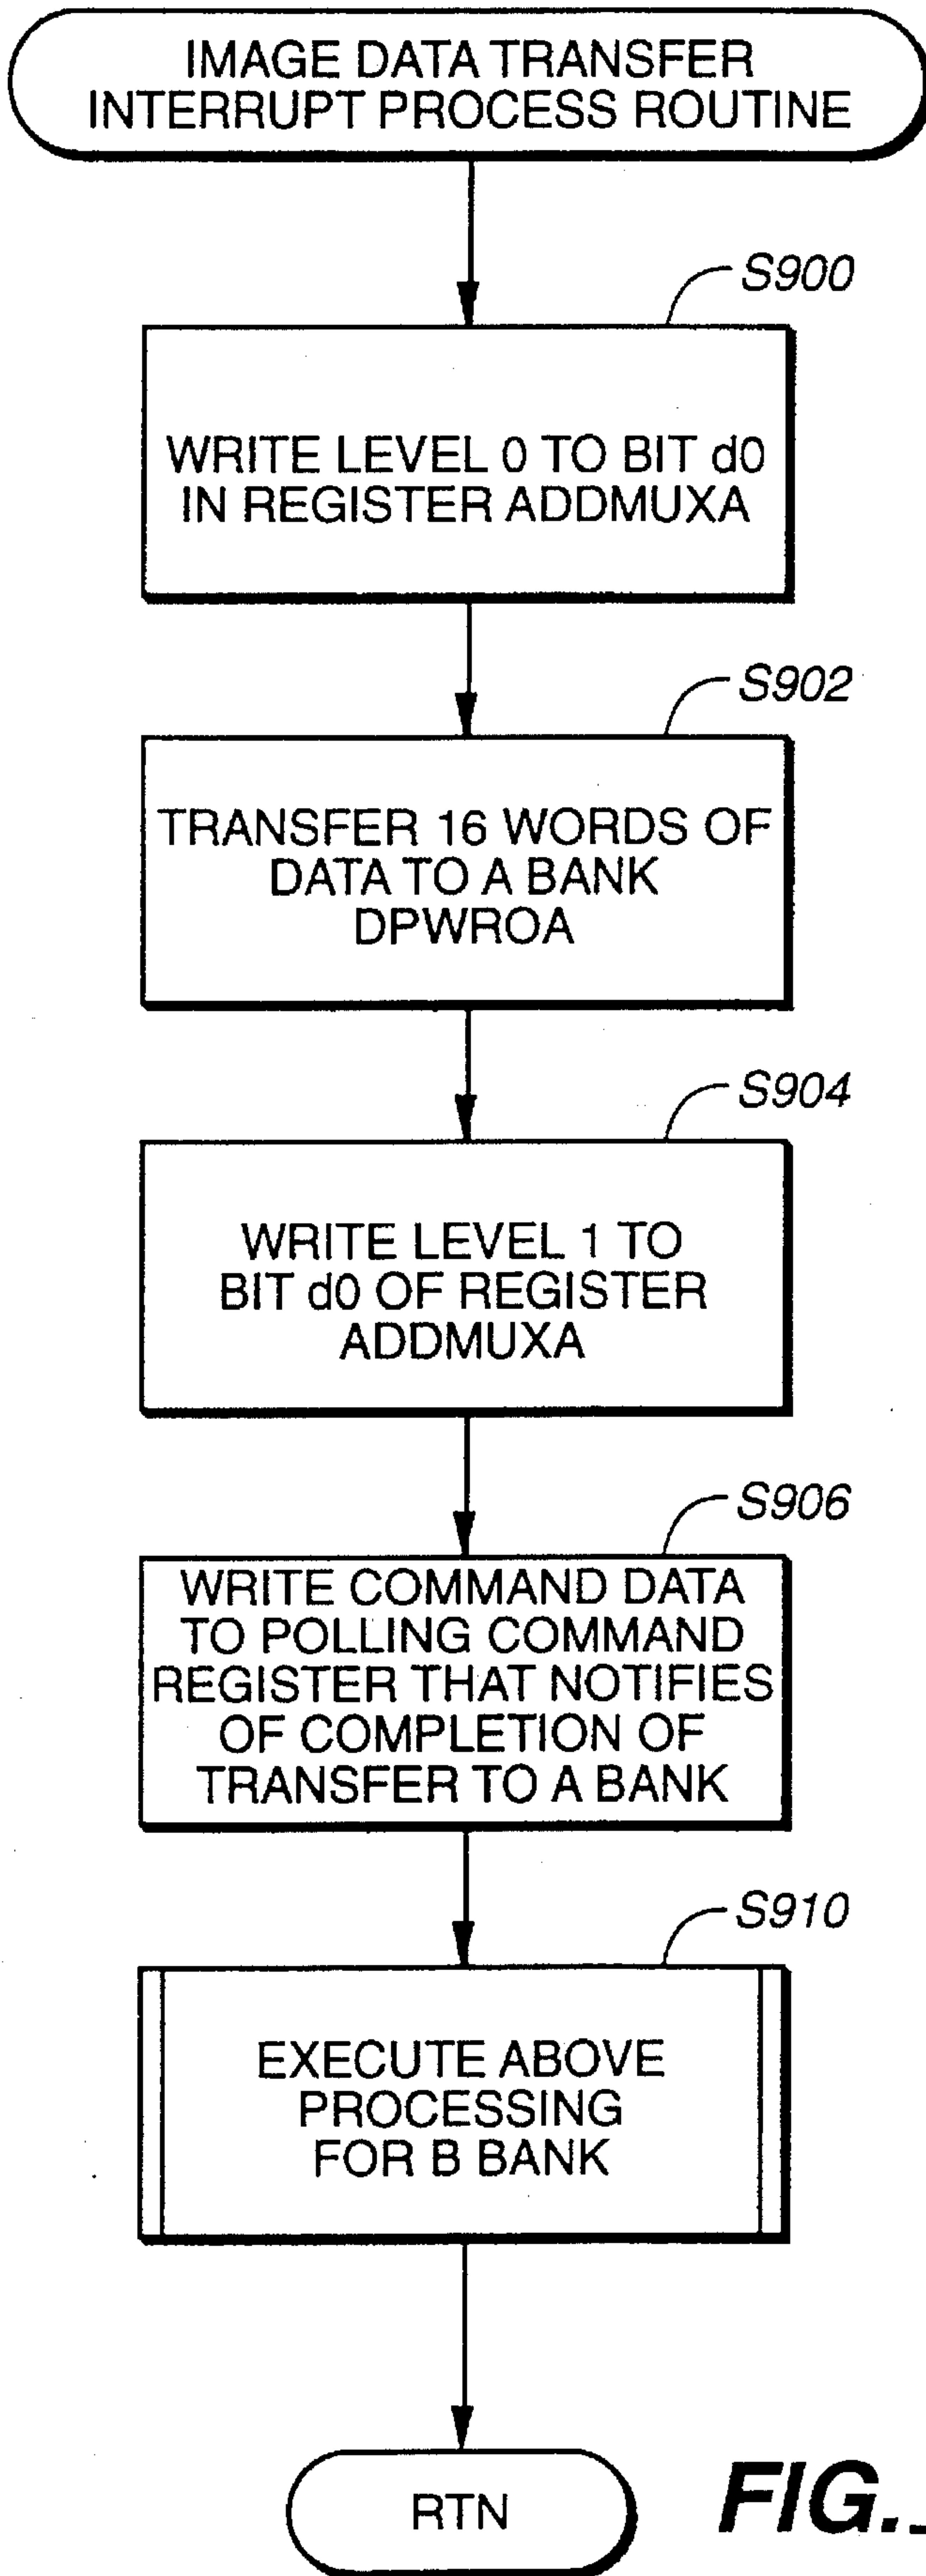 IMAGE DATA TRANSFER
INTERRUPT PROCESS ROUTINE
S900
WRITE LEVEL 0 TO BIT d0
IN REGISTER ADDMUXA
S902
TRANSFER 16 WORDS OF
DATA TO A BANK
DPWROA
S904
WRITE LEVEL 1 TO
BIT d0 OF REGISTER
ADDMUXA
S906
WRITE COMMAND DATA
TO POLLING COMMAND
REGISTER THAT NOTIFIES
OF COMPLETION OF
TRANSFER TO A BANK
S910
EXECUTE ABOVE
PROCESSING
FOR B BANK
RTN
FIG._